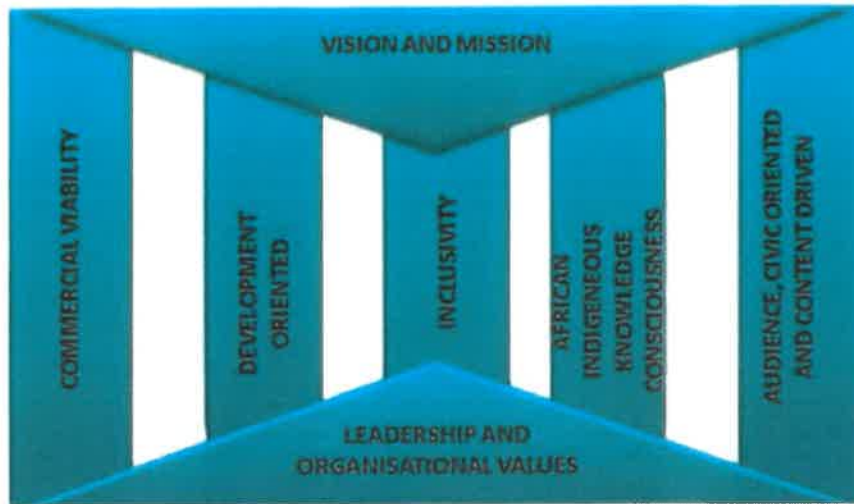 VISION AND MISSION
COMMERCIAL VIABILITY
DEVELOPMENT
ORIENTED
INCLUSIVITY
AFRICAN
INDIGENEOUS
KNOWLEDGE
CONSCIOUSNESS
AUDIENCE, CIVIC ORIENTED
AND CONTENT DRIVEN
LEADERSHIP AND
ORGANISATIONAL VALUES